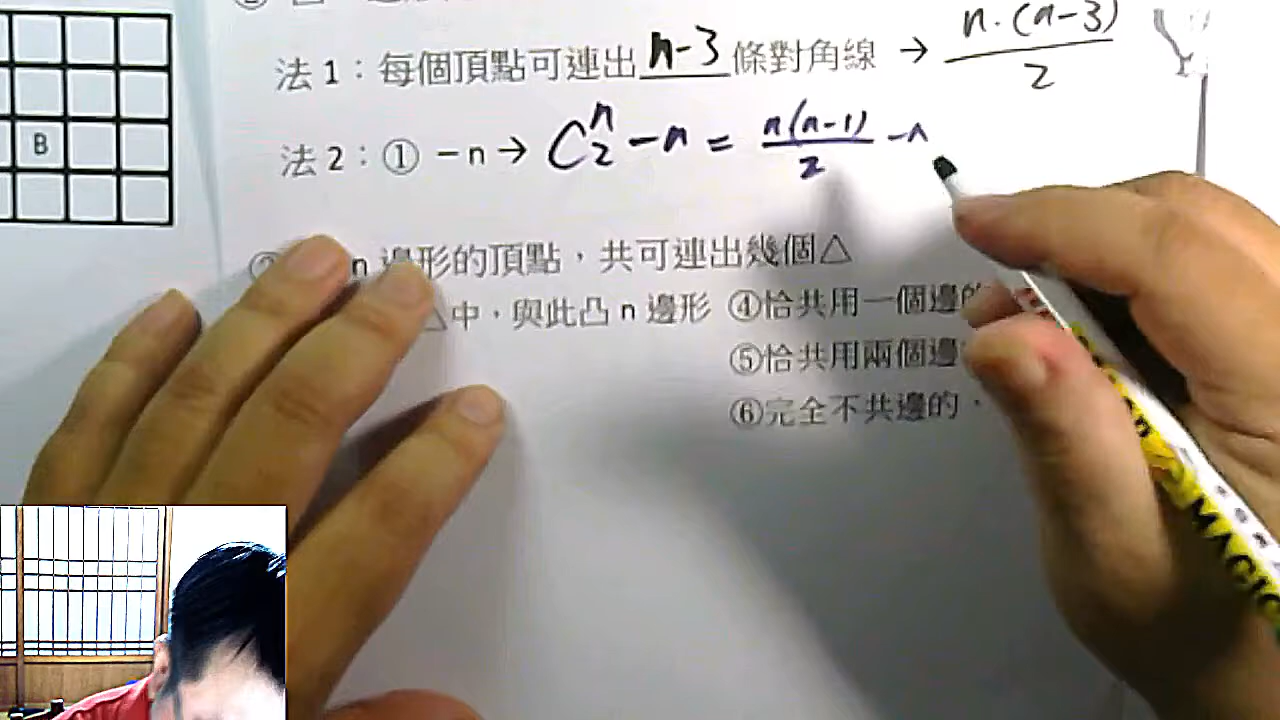 n·(n-3)/2
法1：每個頂點可連出 n-3 條對角線 →
B
法2：① -n → C^n_2 - n = n(n-1)/2 - n
n 邊形的頂點，共可連出幾個△
△中，與此凸 n 邊形 ④恰共用一個邊的
⑤恰共用兩個邊
⑥完全不共邊的．
MAGIC